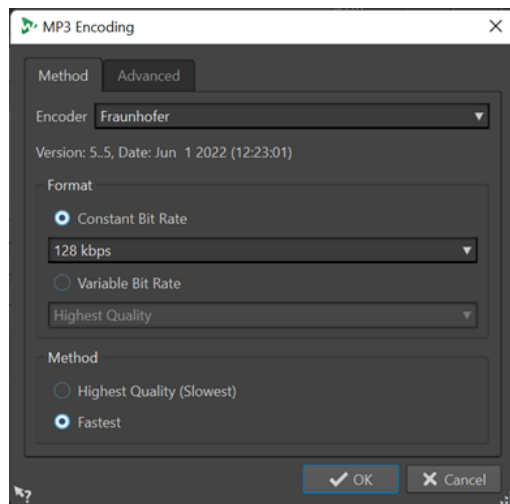 MP3 Encoding
Method Advanced
Encoder Fraunhofer
Version: 5..5, Date: Jun 1 2022 (12:23:01)
Format
Constant Bit Rate
128 kbps
Variable Bit Rate
Highest Quality
Method
Highest Quality (Slowest)
Fastest
OK Cancel
?